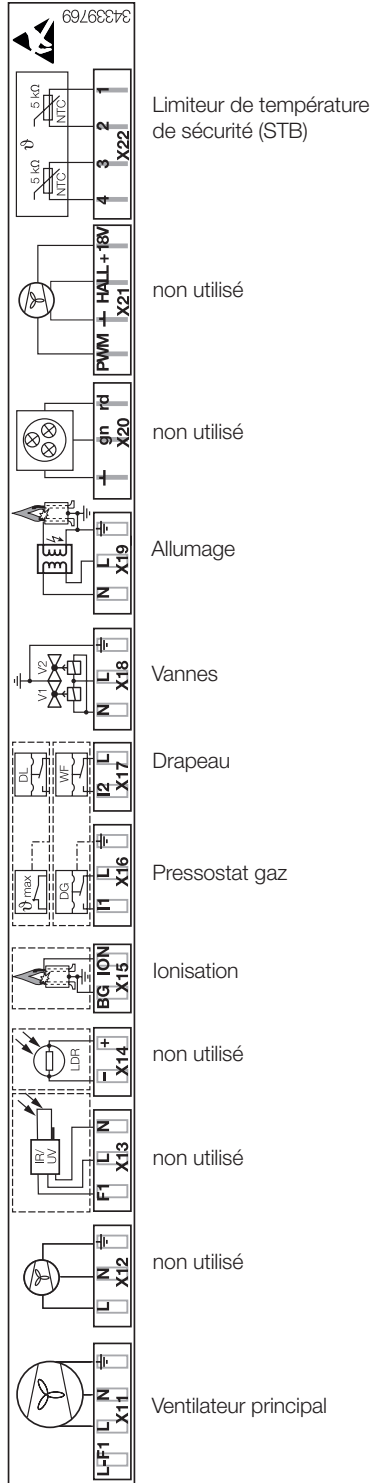 34339769
5 kΩ
NTC
5 kΩ
NTC
ϑ
1
2
3
4
X22
Limiteur de température
de sécurité (STB)
+18V
HALL
PWM
X21
non utilisé
rd
gn
X20
non utilisé
L
N
X19
Allumage
V1
V2
L
N
X18
Vannes
DL
WF
L
I2
X17
Drapeau
ϑ max
DG
L
I1
X16
Pressostat gaz
ION
BG
X15
Ionisation
LDR
+
−
X14
non utilisé
IR/
UV
N
L
F1
X13
non utilisé
N
L
X12
non utilisé
N
L
L-F1
X11
Ventilateur principal